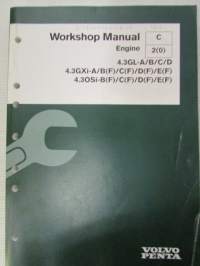 Workshop Manual
C
Engine
2(0)
4.3GL-A/B/C/D
4.3GXi-A/B(F)/C(F)/D(F)/E(F)
4.3OSi-B(F)/C(F)/D(F)/E(F)
VOLVO
PENTA